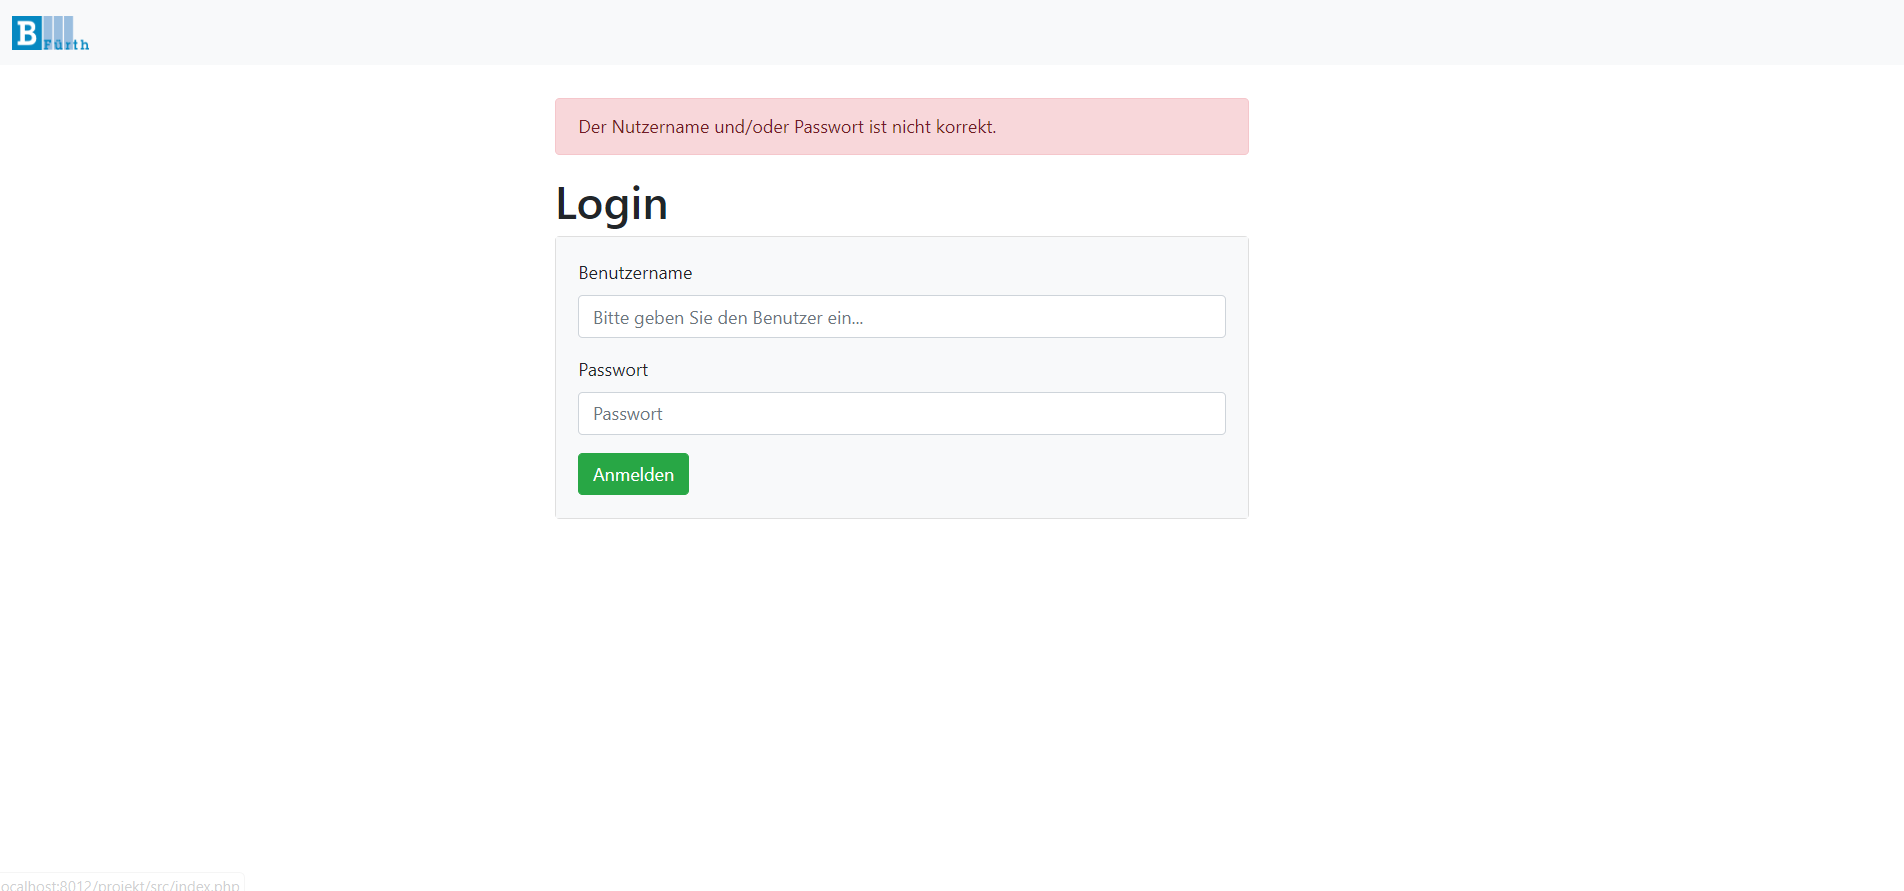 B Fürth
Der Nutzername und/oder Passwort ist nicht korrekt.
Login
Benutzername
Bitte geben Sie den Benutzer ein...
Passwort
Passwort
Anmelden
ocalhost:8012/projekt/src/index.php